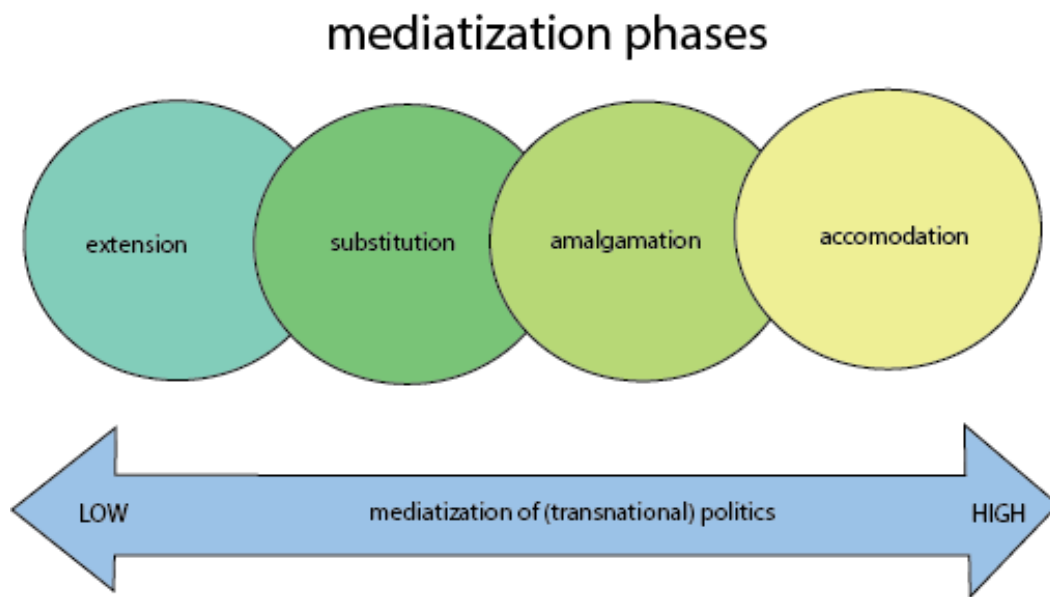 mediatization phases
extension
substitution
amalgamation
accomodation
LOW
mediatization of (transnational) politics
HIGH